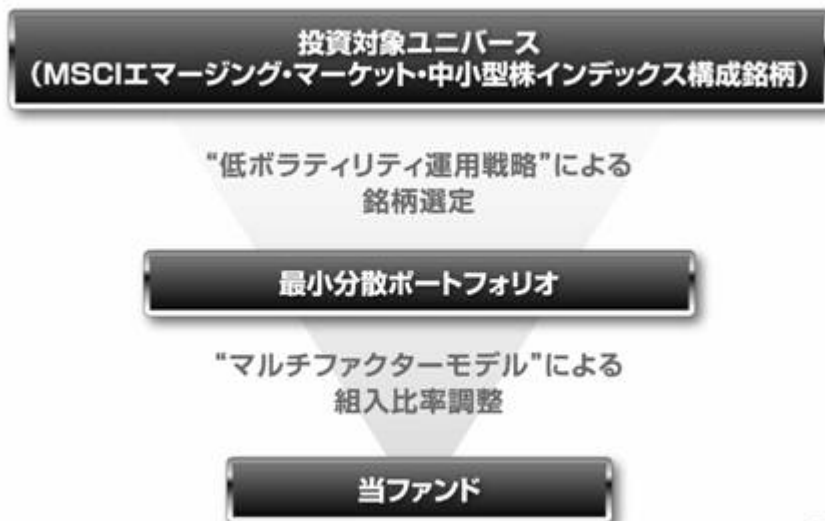 投資対象ユニバース
（MSCIエマージング・マーケット・中小型株インデックス構成銘柄）
“低ボラティリティ運用戦略”による
銘柄選定
最小分散ポートフォリオ
“マルチファクターモデル”による
組入比率調整
当ファンド